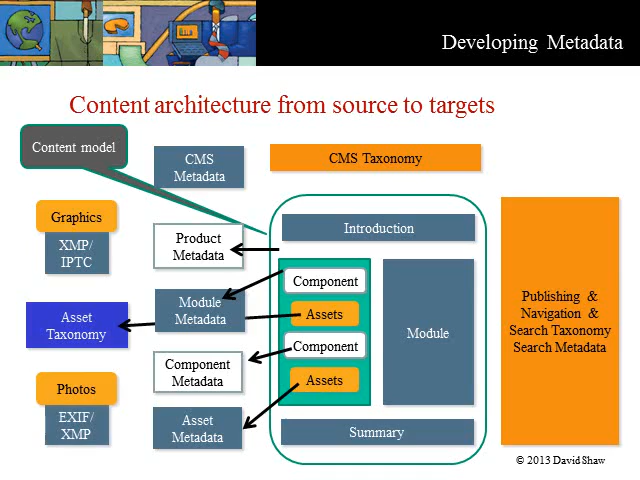 Developing Metadata
Content architecture from source to targets
Content model
CMS
Metadata
CMS Taxonomy
Graphics
XMP/
IPTC
Product
Metadata
Introduction
Component
Module
Metadata
Assets
Asset
Taxonomy
Component
Module
Component
Metadata
Assets
Photos
EXIF/
XMP
Asset
Metadata
Summary
Publishing &
Navigation &
Search Taxonomy
Search Metadata
© 2013 David Shaw